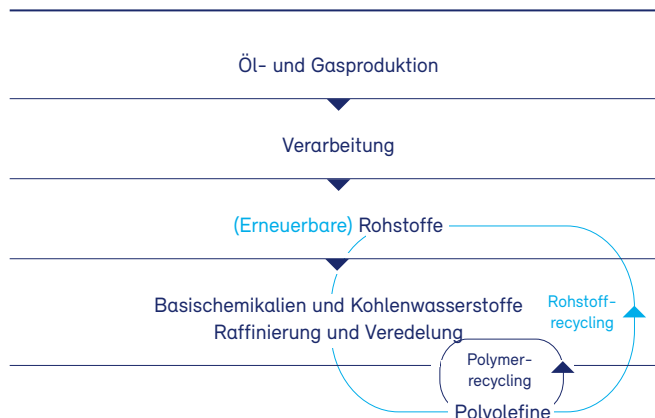 Öl- und Gasproduktion
Verarbeitung
(Erneuerbare) Rohstoffe
Basischemikalien und Kohlenwasserstoffe
Raffinierung und Veredelung
Rohstoff-
recycling
Polymer-
recycling
Polyolefine